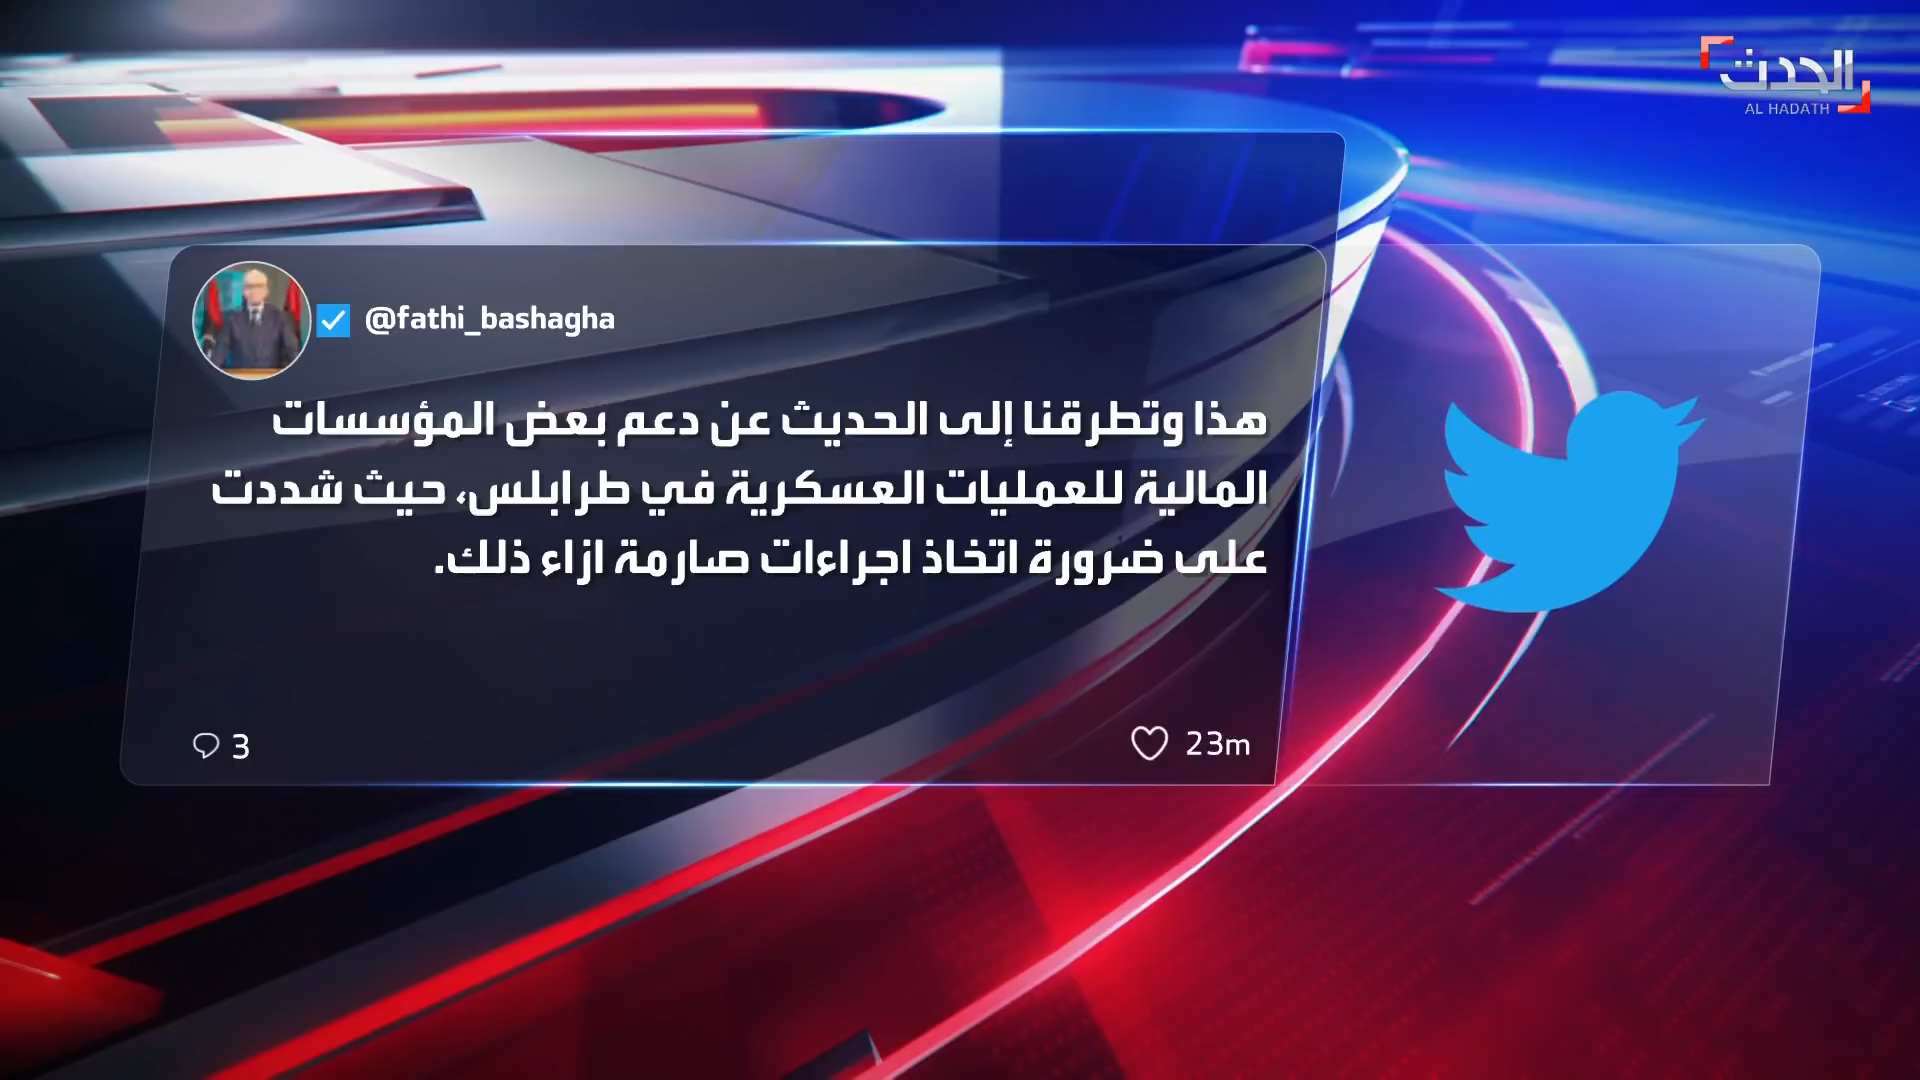 الحدث
AL HADATH
@fathi_bashagha
هذا وتطرقنا إلى الحديث عن دعم بعض المؤسسات
المالية للعمليات العسكرية في طرابلس، حيث شددت
على ضرورة اتخاذ اجراءات صارمة ازاء ذلك.
3
23m